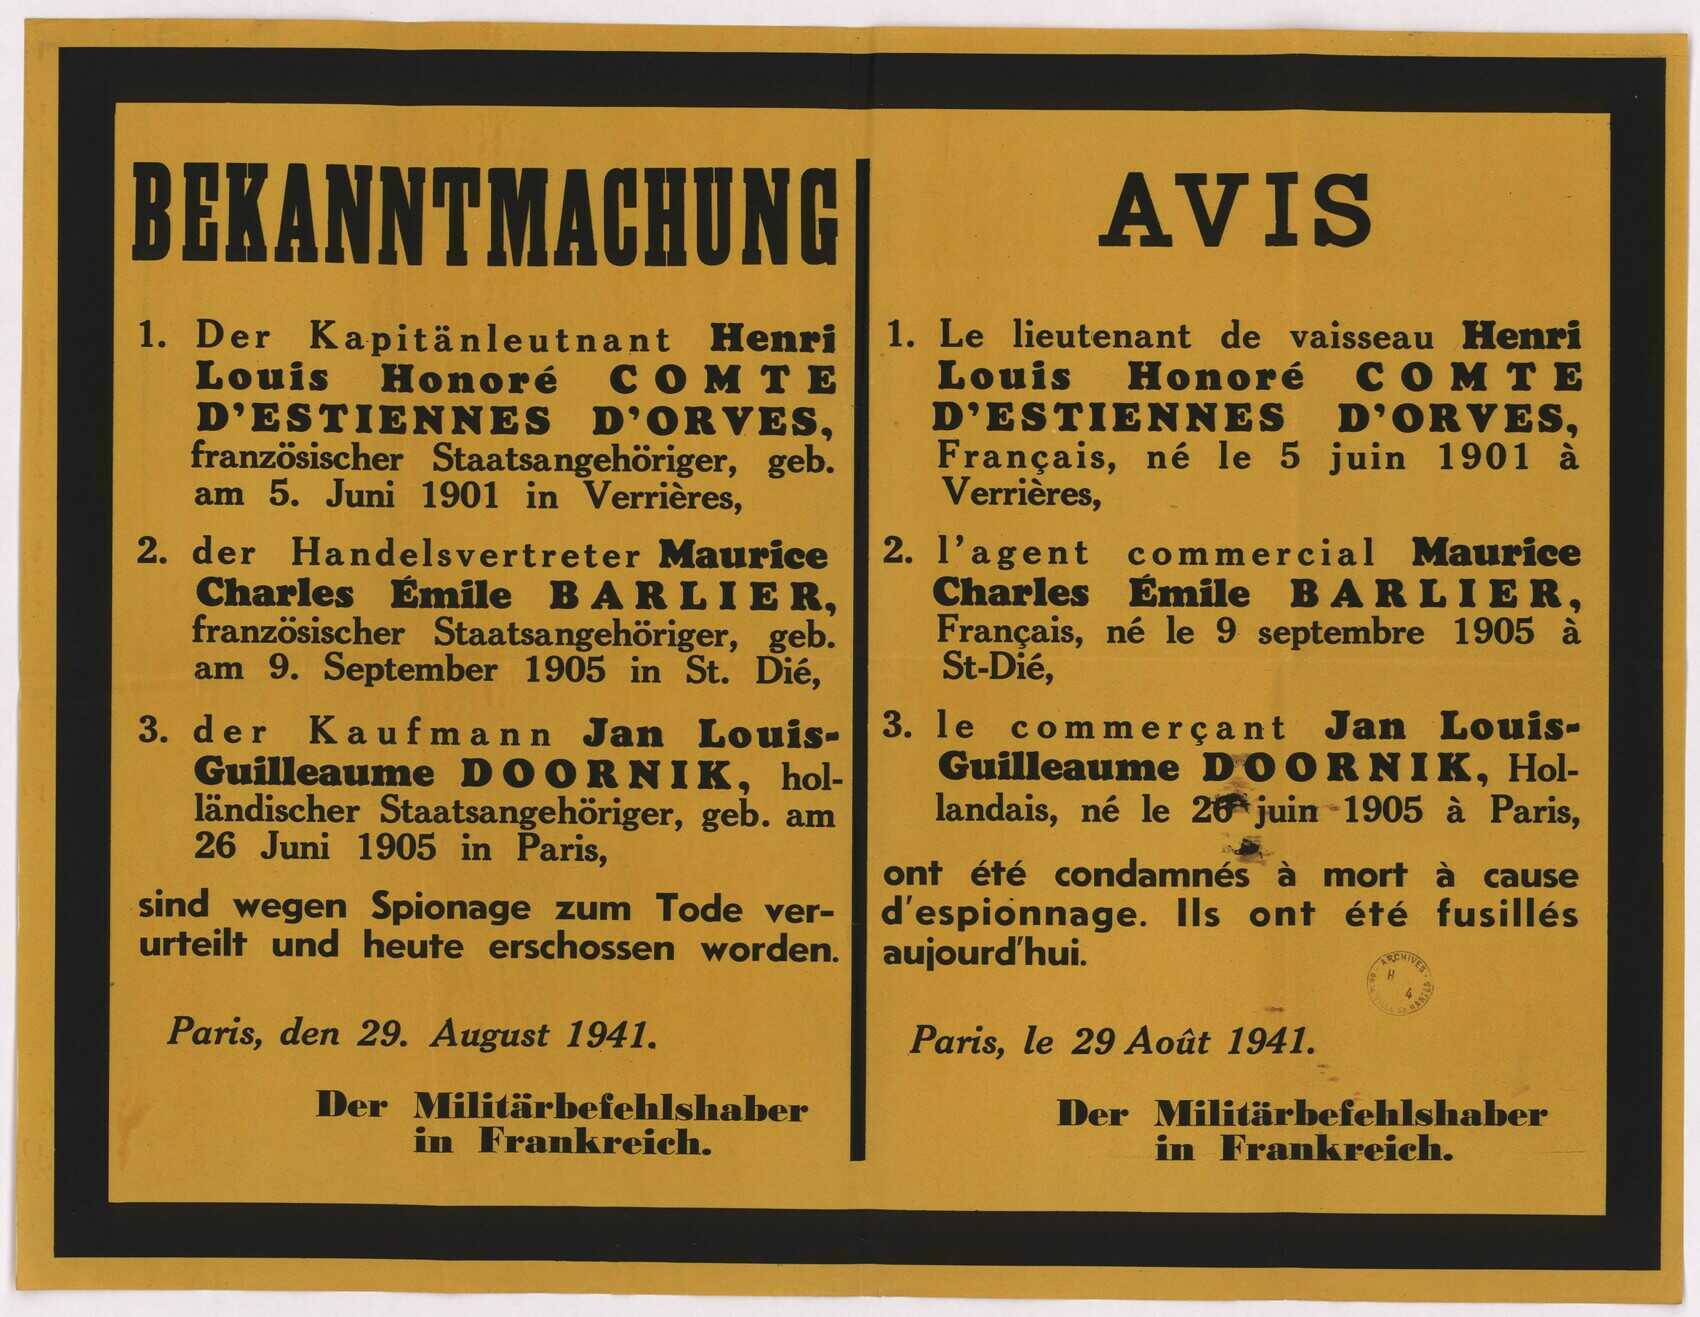 BEKANNTMACHUNG
1. Der Kapitänleutnant Henri
Louis Honoré COMTE
D'ESTIENNES D'ORVES,
französischer Staatsangehöriger, geb.
am 5. Juni 1901 in Verrières,
2. der Handelsvertreter Maurice
Charles Émile BARLIER,
französischer Staatsangehöriger, geb.
am 9. September 1905 in St. Dié,
3. der Kaufmann Jan Louis-
Guilleaume DOORNIK, hol-
ländischer Staatsangehöriger, geb. am
26 Juni 1905 in Paris,
sind wegen Spionage zum Tode ver-
urteilt und heute erschossen worden.
Paris, den 29. August 1941.
Der Militärbefehlshaber
in Frankreich.
AVIS
1. Le lieutenant de vaisseau Henri
Louis Honoré COMTE
D'ESTIENNES D'ORVES,
Français, né le 5 juin 1901 à
Verrières,
2. l'agent commercial Maurice
Charles Émile BARLIER,
Français, né le 9 septembre 1905 à
St-Dié,
3. le commerçant Jan Louis-
Guilleaume DOORNIK, Hol-
landais, né le 26 juin 1905 à Paris,
ont été condamnés à mort à cause
d'espionnage. Ils ont été fusillés
aujourd'hui.
ARCHIVES
H
4
NANTES
Paris, le 29 Août 1941.
Der Militärbefehlshaber
in Frankreich.